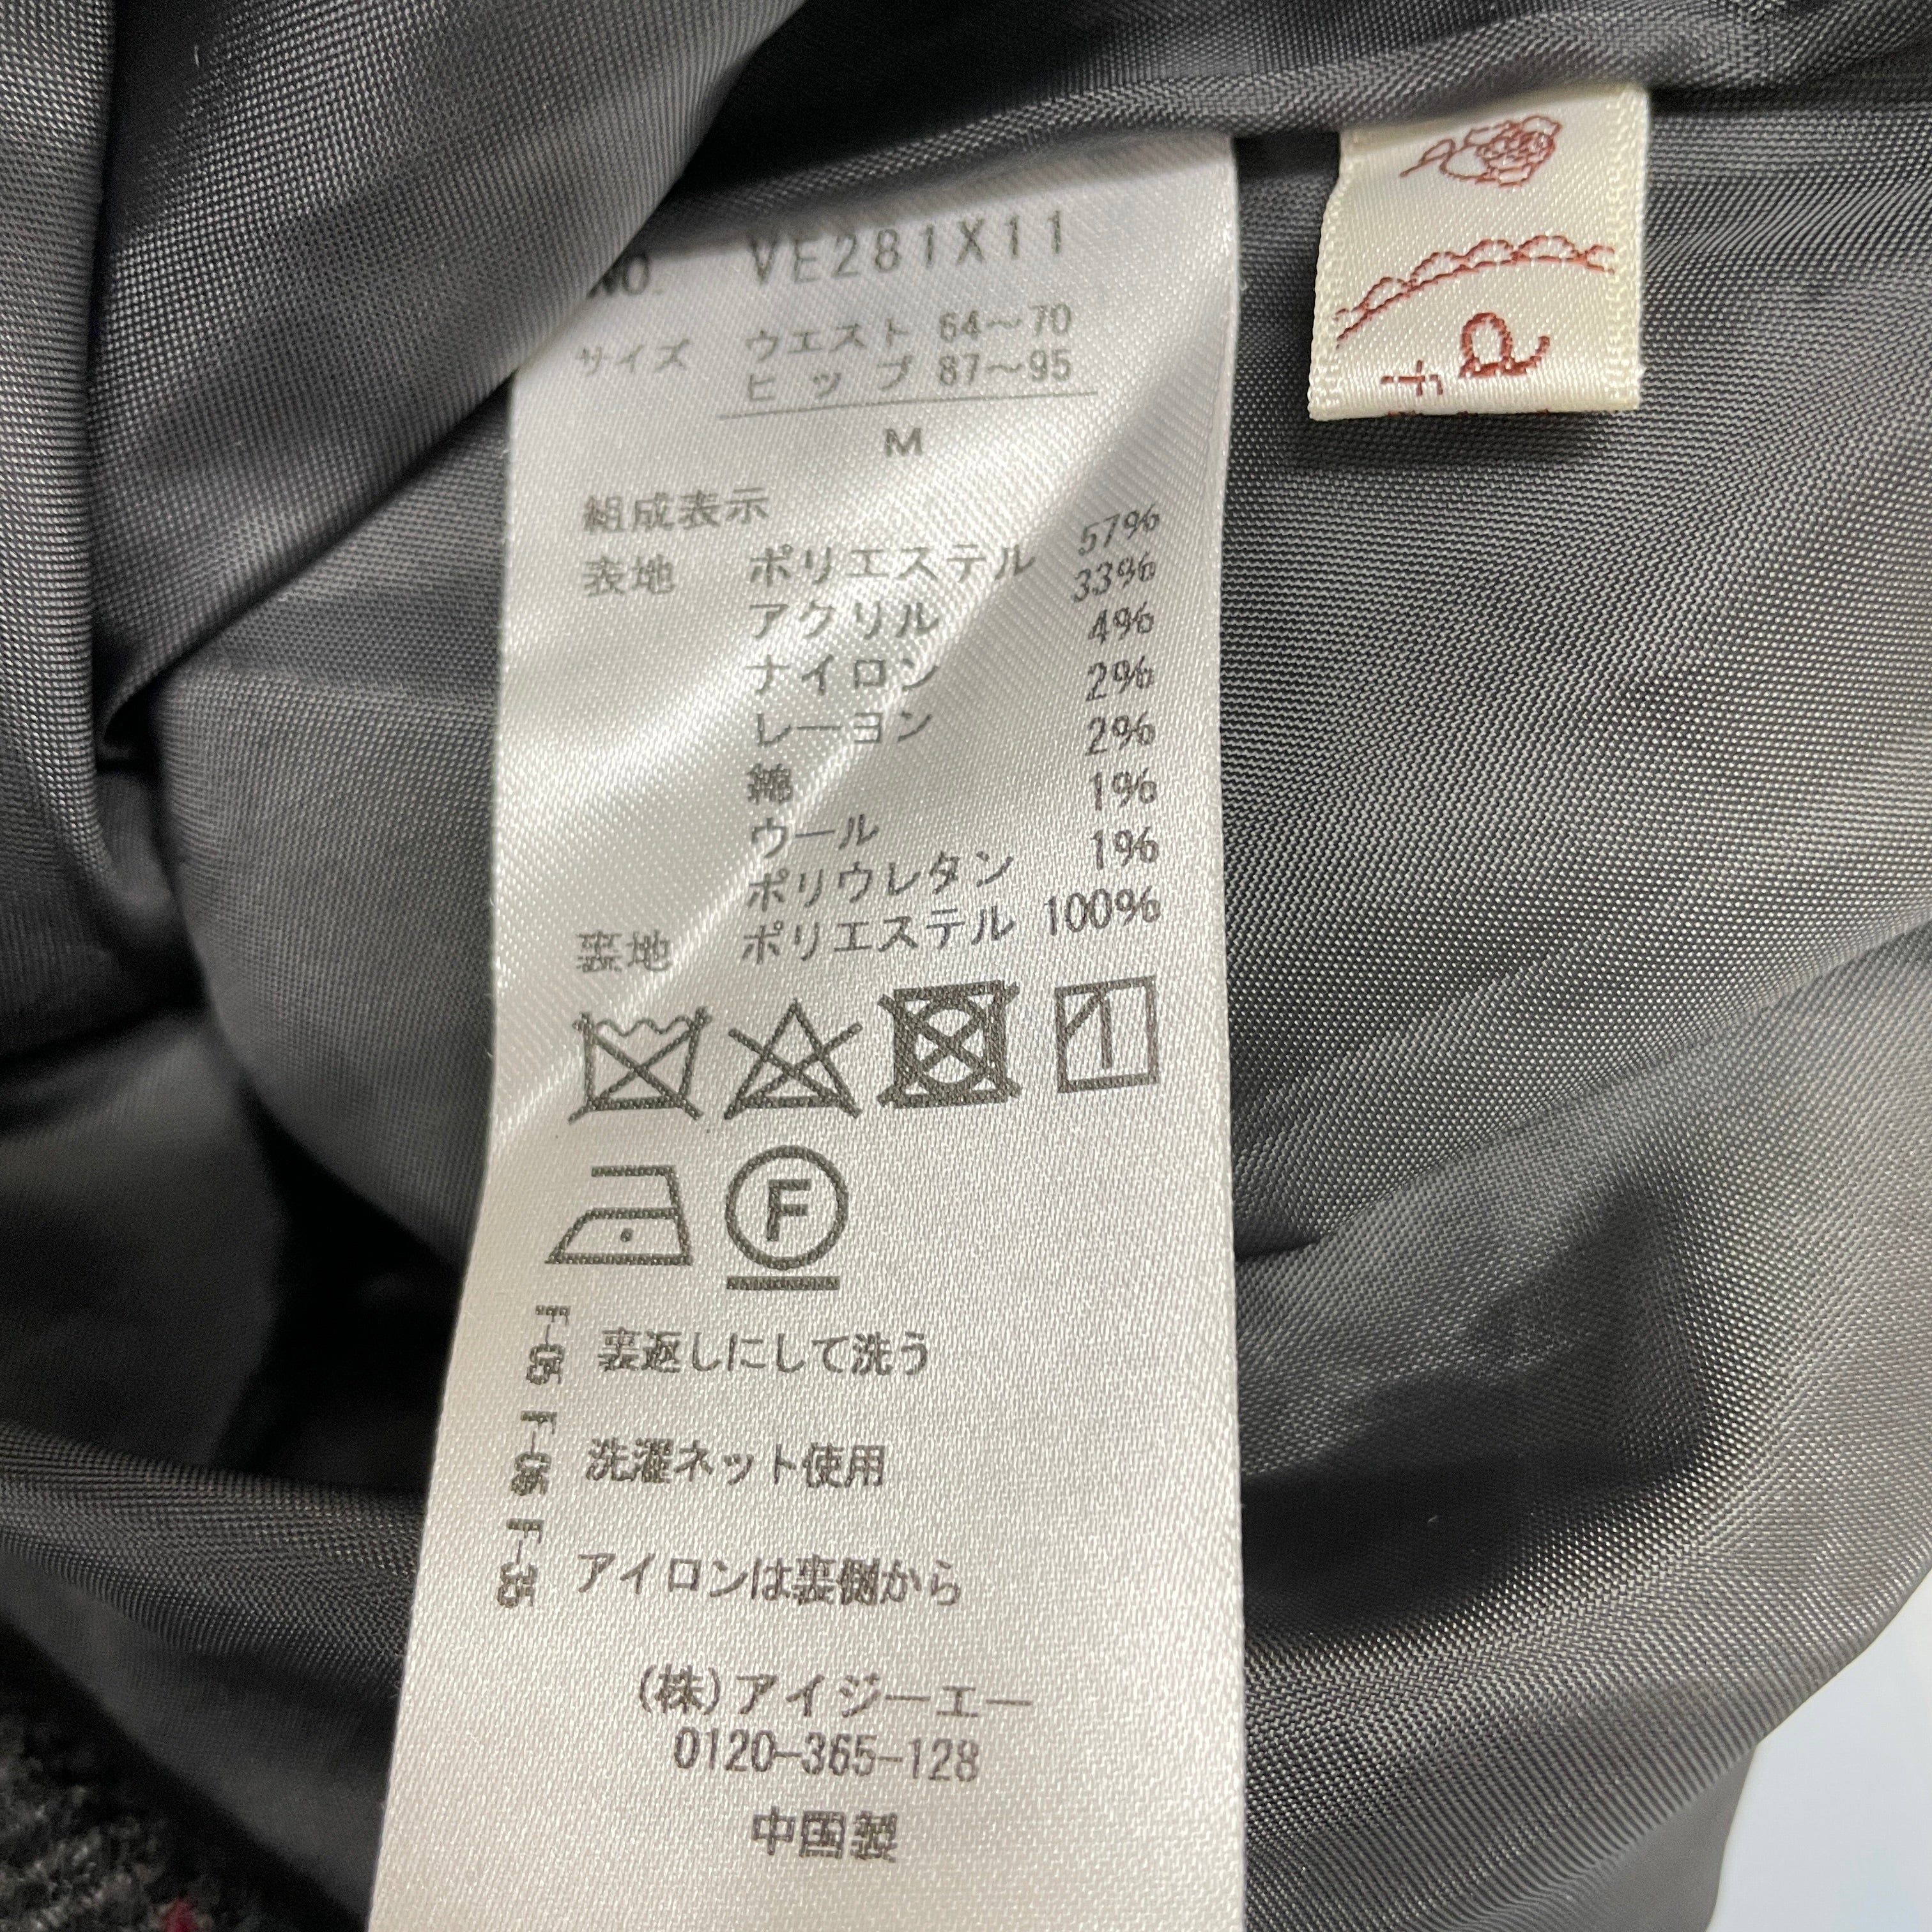 NO. VE281X11
サイズ ウエスト 64～70
ヒップ 87～95
M
組成表示
表地 ポリエステル 57%
アクリル 33%
ナイロン 4%
レーヨン 2%
綿 2%
ウール 1%
ポリウレタン 1%
裏地 ポリエステル 100%
F
F-05 裏返しにして洗う
F-06 洗濯ネット使用
F-35 アイロンは裏側から
(株)アイジーエー
0120-365-128
中国製